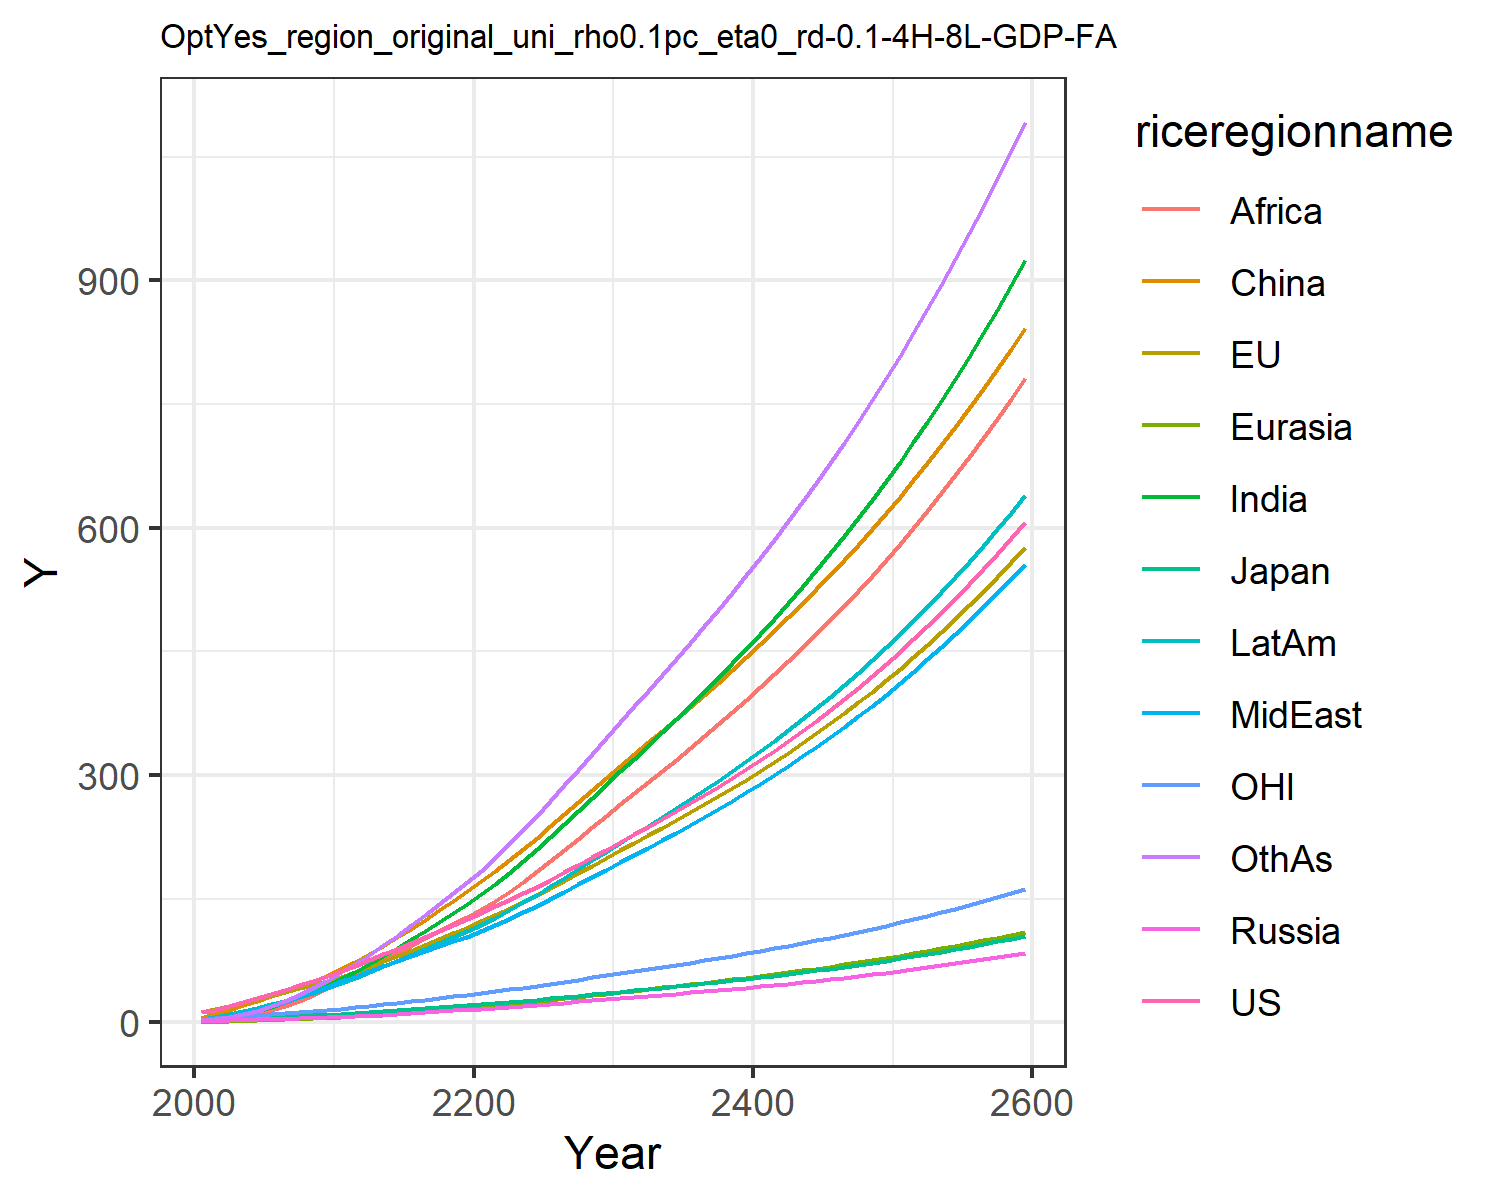 OptYes_region_original_uni_rho0.1pc_eta0_rd-0.1-4H-8L-GDP-FA
Y
900
600
300
0
2000
2200
2400
2600
Year
riceregionname
Africa
China
EU
Eurasia
India
Japan
LatAm
MidEast
OHI
OthAs
Russia
US